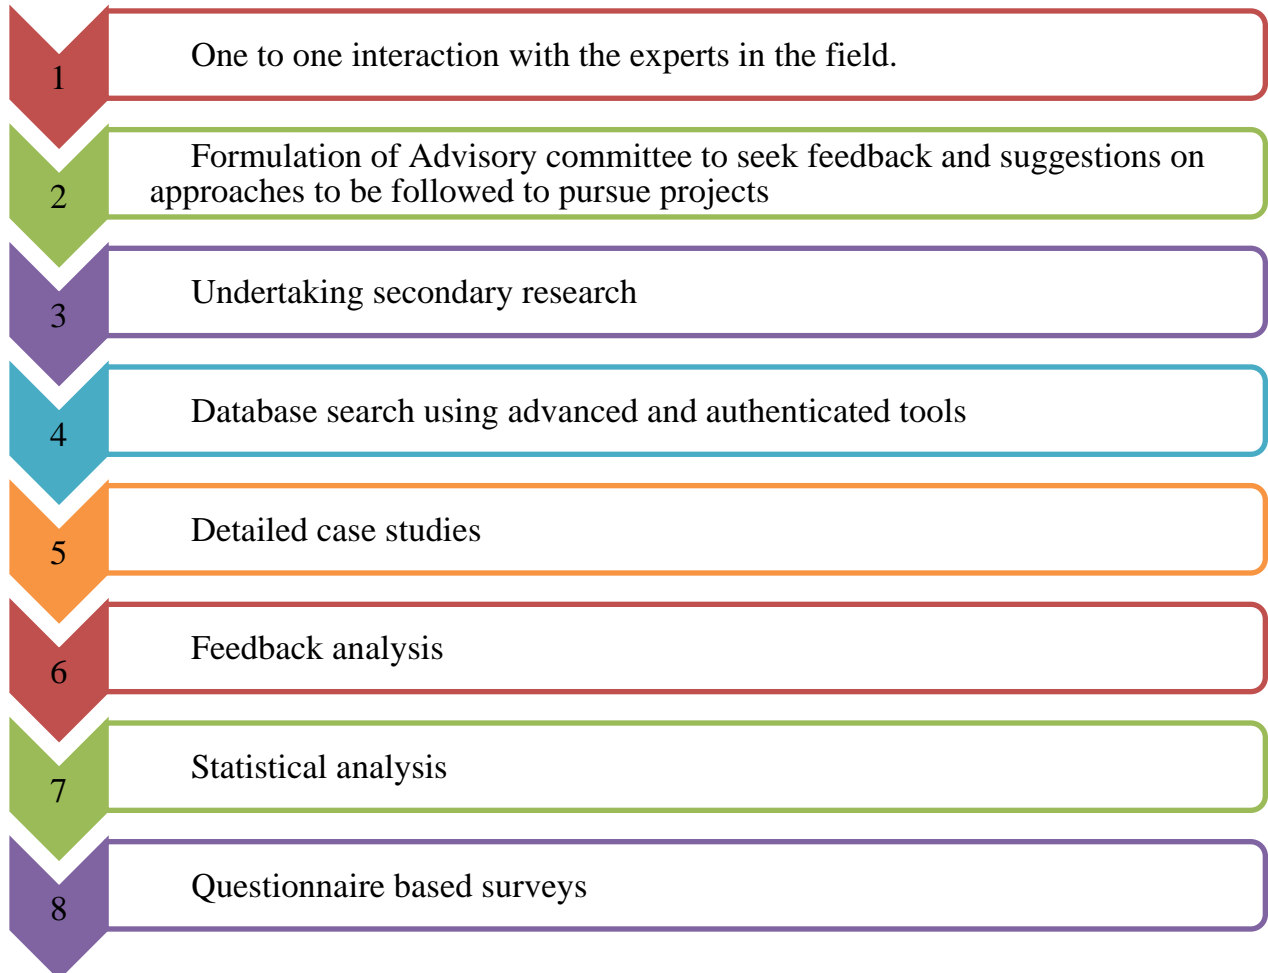 1
One to one interaction with the experts in the field.
2
Formulation of Advisory committee to seek feedback and suggestions on
approaches to be followed to pursue projects
3
Undertaking secondary research
4
Database search using advanced and authenticated tools
5
Detailed case studies
6
Feedback analysis
7
Statistical analysis
8
Questionnaire based surveys